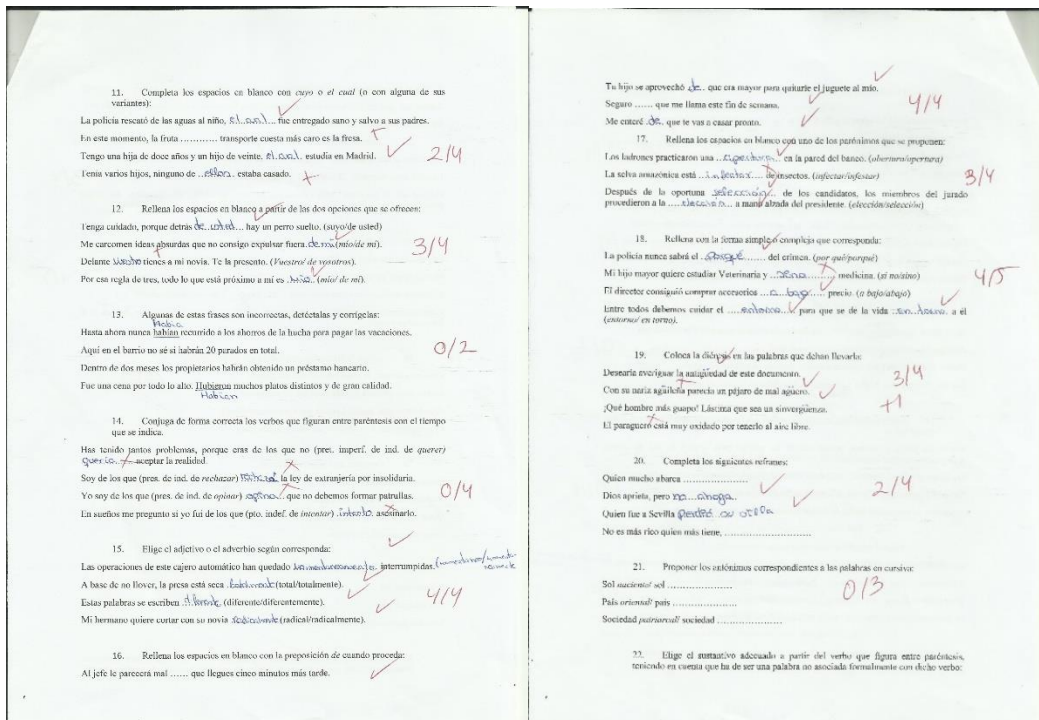 11. Completa los espacios en blanco con cuyo o el cual (o con alguna de sus
variantes):
La policía rescató de las aguas al niño, el cual fue entregado sano y salvo a sus padres.
En este momento, la fruta ............ transporte cuesta más caro es la fresa.
Tengo una hija de doce años y un hijo de veinte, el cual estudia en Madrid.
2/4
Tenía varios hijos, ninguno de ..ellos.. estaba casado.
12. Rellena los espacios en blanco a partir de las dos opciones que se ofrecen:
Tenga cuidado, porque detrás de usted... hay un perro suelto. (suyo/de usted)
Me carcomen ideas absurdas que no consigo expulsar fuera de mí (mío/de mí).
3/4
Delante vuestro tienes a mi novia. Te la presento. (Vuestro/ de vosotros).
Por esa regla de tres, todo lo que está próximo a mí es mío.. (mío/ de mí).
13. Algunas de estas frases son incorrectas, detéctalas y corrígelas:
Había
Hasta ahora nunca habían recurrido a los ahorros de la hucha para pagar las vacaciones.
Aquí en el barrio no sé si habrán 20 parados en total.
0/2
Dentro de dos meses los propietarios habrán obtenido un préstamo bancario.
Fue una cena por todo lo alto. Hubieron muchos platos distintos y de gran calidad.
Habían
14. Conjuga de forma correcta los verbos que figuran entre paréntesis con el tiempo
que se indica.
Has tenido tantos problemas, porque eras de los que no (pret. imperf. de ind. de querer)
quería... aceptar la realidad.
Soy de los que (pres. de ind. de rechazar) la ley de extranjería por insolidaria.
Yo soy de los que (pres. de ind. de opinar) opino... que no debemos formar patrullas.
0/4
En sueños me pregunto si yo fui de los que (pto. indef. de intentar) intento. asesinarlo.
15. Elige el adjetivo o el adverbio según corresponda:
Las operaciones de este cajero automático han quedado interrumpidas.
A base de no llover, la presa está seca totalmente (total/totalmente).
Estas palabras se escriben diferente (diferente/diferentemente).
4/4
Mi hermano quiere cortar con su novia radicalmente (radical/radicalmente).
16. Rellena los espacios en blanco con la preposición de cuando proceda:
Al jefe le parecerá mal ...... que llegues cinco minutos más tarde.
Tu hijo se aprovechó de.. que era mayor para quitarle el juguete al mío.
Seguro ...... que me llama este fin de semana.
4/4
Me enteré de.. que te vas a casar pronto.
17. Rellena los espacios en blanco con uno de los parónimos que se proponen:
Los ladrones practicaron una ..apertura.. en la pared del banco. (obertura/apertura)
La selva amazónica está ..infectar.. de insectos. (infectar/infestar)
3/4
Después de la oportuna selección.. de los candidatos, los miembros del jurado
procedieron a la ....elección.. a mano alzada del presidente. (elección/selección)
18. Rellena con la forma simple o compleja que corresponda:
La policía nunca sabrá el ..porqué...... del crimen. (por qué/porqué)
Mi hijo mayor quiere estudiar Veterinaria y ..sino........ medicina. (si no/sino)
4/5
El director consiguió comprar accesorios ...a bajo..... precio. (a bajo/abajo)
Entre todos debemos cuidar el ....entorno.. para que se de la vida ..en torno.. a él
(entorno/ en torno).
19. Coloca la diéresis en las palabras que deban llevarla:
Desearía averiguar la antigüedad de este documento.
3/4
Con su nariz agüileña parecía un pájaro de mal agüero.
+1
¡Qué hombre más guapo! Lástima que sea un sinvergüenza.
El paragüero está muy oxidado por tenerlo al aire libre.
20. Completa los siguientes refranes:
Quien mucho abarca .................
2/4
Dios aprieta, pero no ..ahoga..
Quien fue a Sevilla perdió su silla
No es más rico quien más tiene, .....................
21. Proponer los antónimos correspondientes a las palabras en cursiva:
Sol naciente/ sol .....................
0/3
País oriental/ país .....................
Sociedad patriarcal/ sociedad .....................
22. Elige el sustantivo adecuado a partir del verbo que figura entre paréntesis,
teniendo en cuenta que ha de ser una palabra no asociada formalmente con dicho verbo: